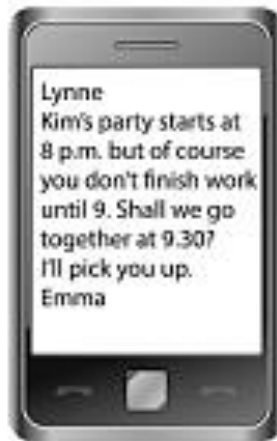 Lynne
Kim's party starts at
8 p.m. but of course
you don't finish work
until 9. Shall we go
together at 9.30?
I'll pick you up.
Emma